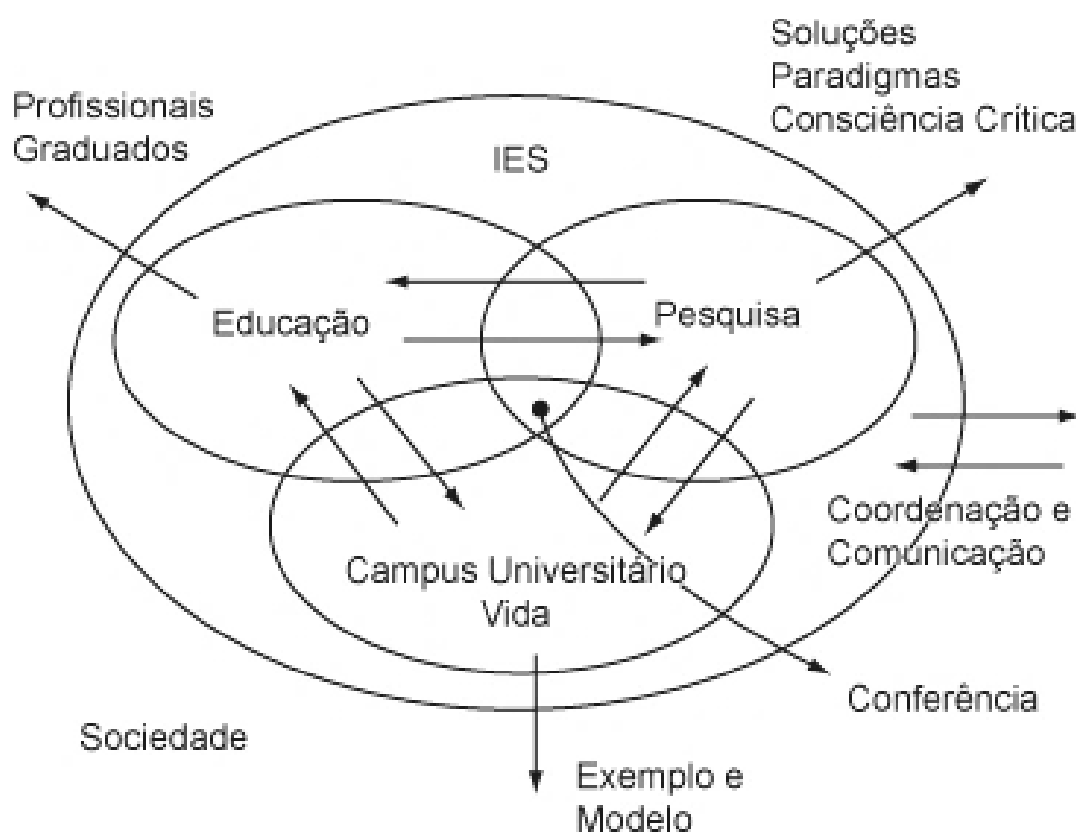 Soluções
Paradigmas
Consciência Crítica
Profissionais
Graduados
IES
Educação
Pesquisa
Coordenação e
Comunicação
Campus Universitário
Vida
Conferência
Sociedade
Exemplo e
Modelo